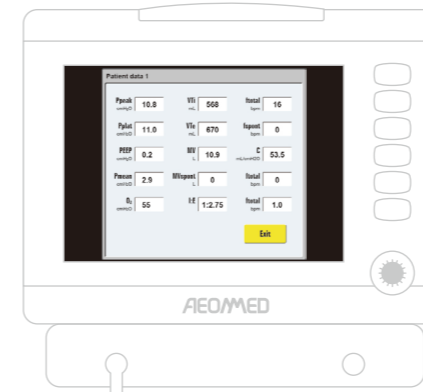 Patient data 1
Ppeak 10.8 VTi 568 ftotal 16
cmH2O mL bpm
Pplat 11.0 VTe 670 fspont 0
cmH2O mL bpm
PEEP 0.2 MV 10.9 C 53.5
cmH2O L mL/cmH2O
Pmean 2.9 MVspont 0 ftotal 0
cmH2O L bpm
O₂ 55 I:E 1:2.75 ftotal 1.0
cmH2O bpm
Exit
AEOMMED